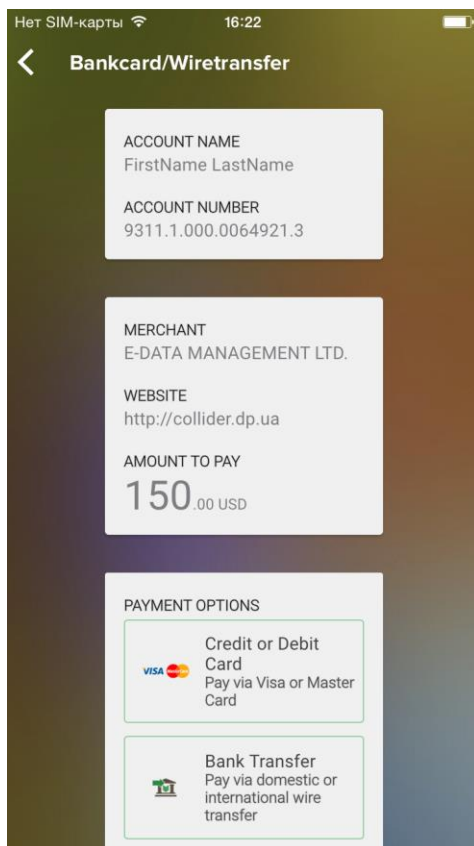 Нет SIM-карты 16:22
Bankcard/Wiretransfer
ACCOUNT NAME
FirstName LastName
ACCOUNT NUMBER
9311.1.000.0064921.3
MERCHANT
E-DATA MANAGEMENT LTD.
WEBSITE
http://collider.dp.ua
AMOUNT TO PAY
150.00 USD
PAYMENT OPTIONS
Credit or Debit
Card
VISA
Pay via Visa or Master
Card
Bank Transfer
Pay via domestic or
international wire
transfer